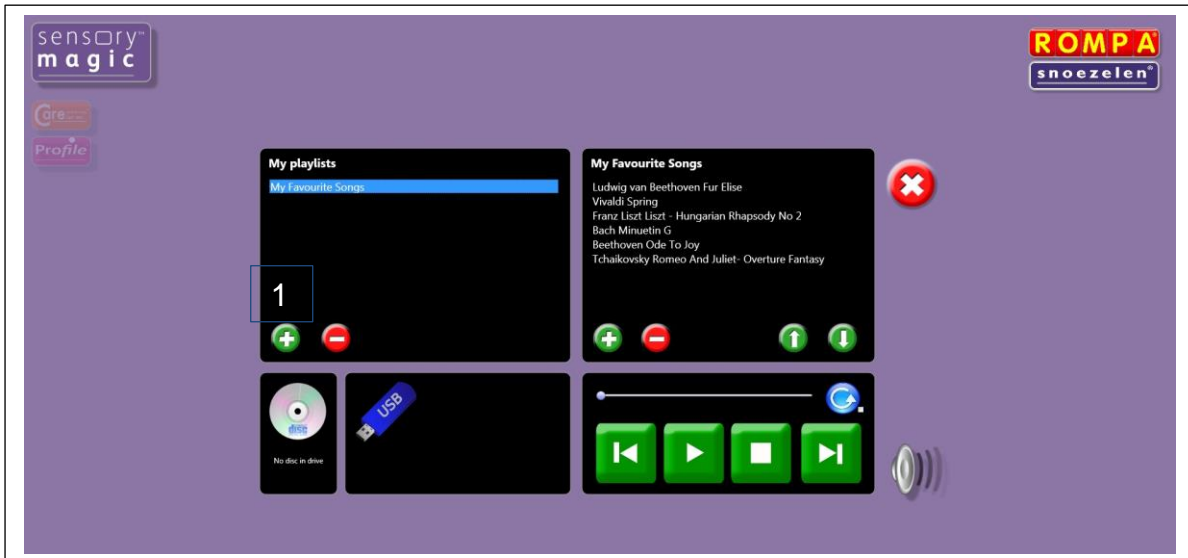 sensory™
magic
ROMPA®
snoezelen®
Care
Profile
My playlists
My Favourite Songs
My Favourite Songs
Ludwig van Beethoven Fur Elise
Vivaldi Spring
Franz Liszt Liszt - Hungarian Rhapsody No 2
Bach Minuetin G
Beethoven Ode To Joy
Tchaikovsky Romeo And Juliet- Overture Fantasy
1
disc
No disc in drive
USB